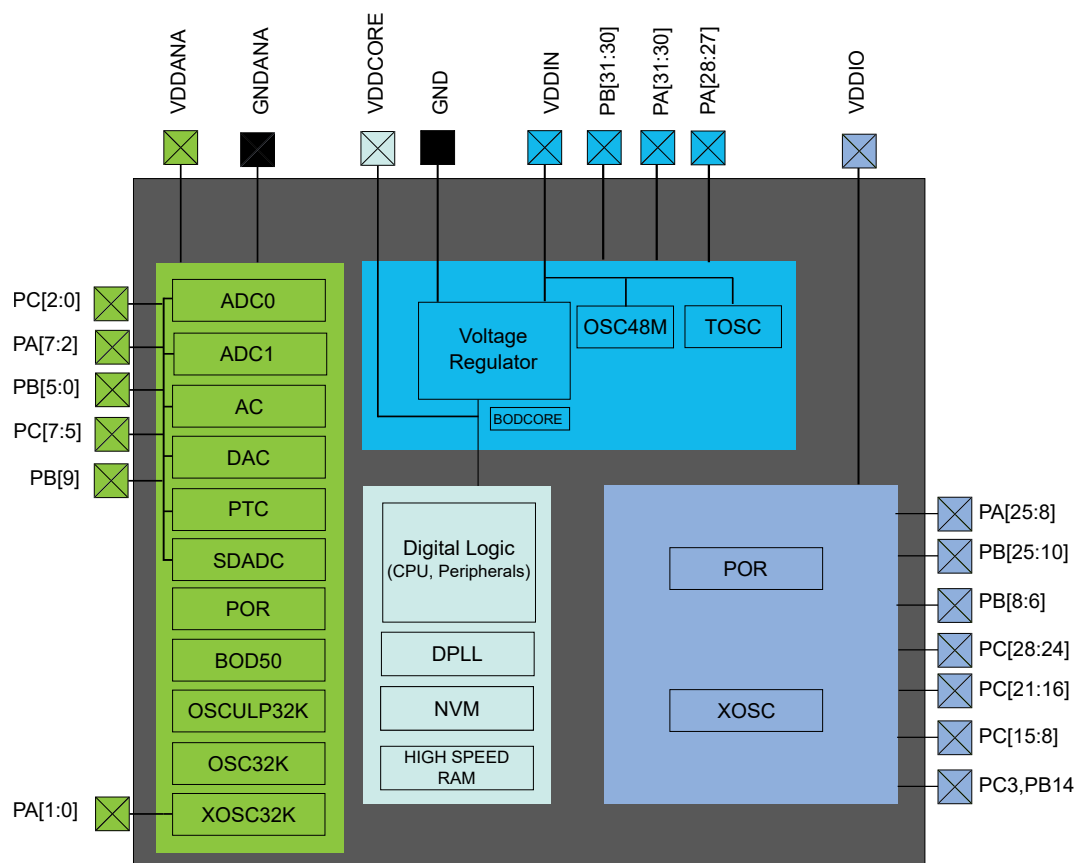 VDDANA
GNDANA
VDDCORE
GND
VDDIN
PB[31:30]
PA[31:30]
PA[28:27]
VDDIO
PC[2:0]
PA[7:2]
PB[5:0]
PC[7:5]
PB[9]
PA[1:0]
ADC0
ADC1
AC
DAC
PTC
SDADC
POR
BOD50
OSCULP32K
OSC32K
XOSC32K
Voltage
Regulator
OSC48M
TOSC
BODCORE
Digital Logic
(CPU, Peripherals)
DPLL
NVM
HIGH SPEED
RAM
POR
XOSC
PA[25:8]
PB[25:10]
PB[8:6]
PC[28:24]
PC[21:16]
PC[15:8]
PC3,PB14